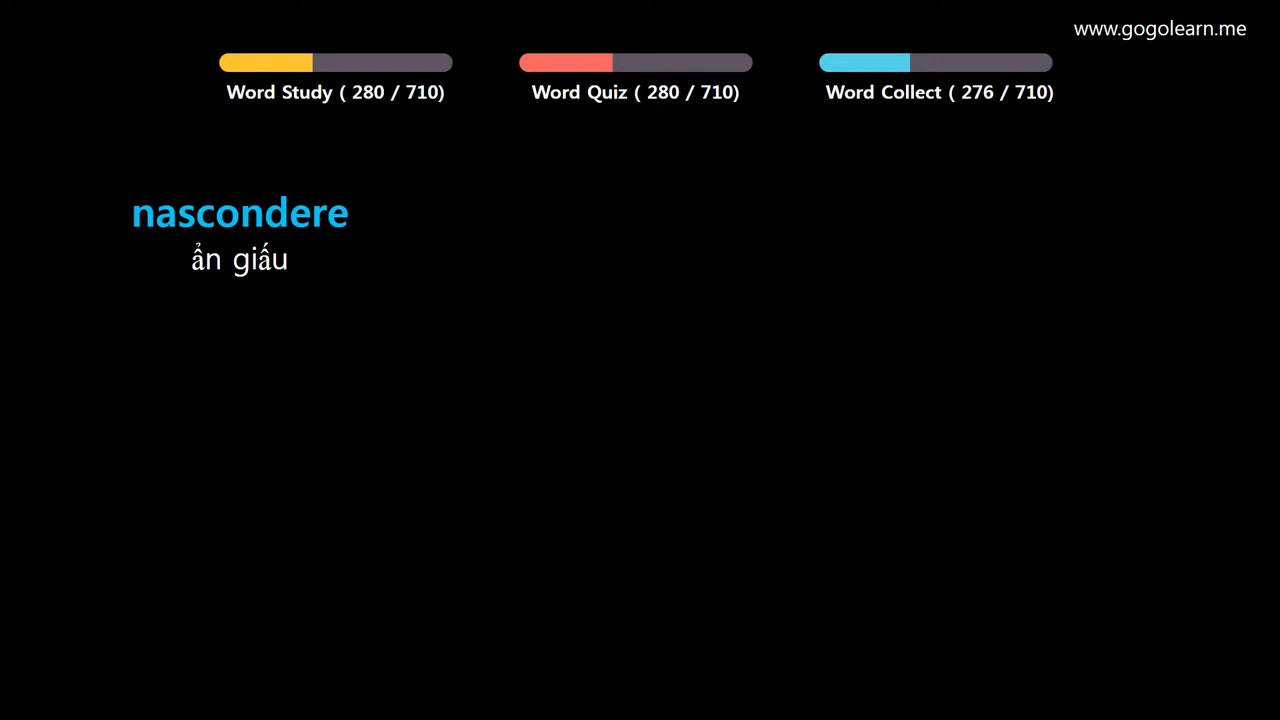 www.gogolearn.me
Word Study ( 280 / 710)
Word Quiz ( 280 / 710)
Word Collect ( 276 / 710)
nascondere
ẩn giấu